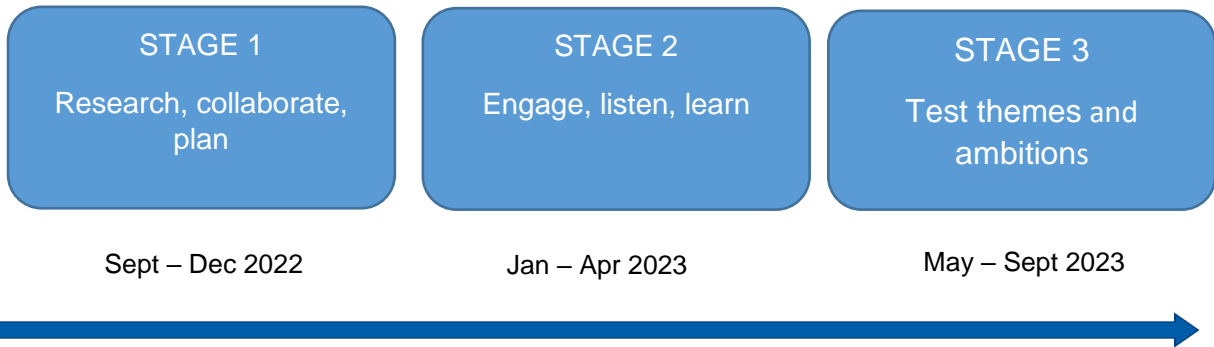 STAGE 1
Research, collaborate,
plan
STAGE 2
Engage, listen, learn
STAGE 3
Test themes and
ambitions
Sept – Dec 2022
Jan – Apr 2023
May – Sept 2023